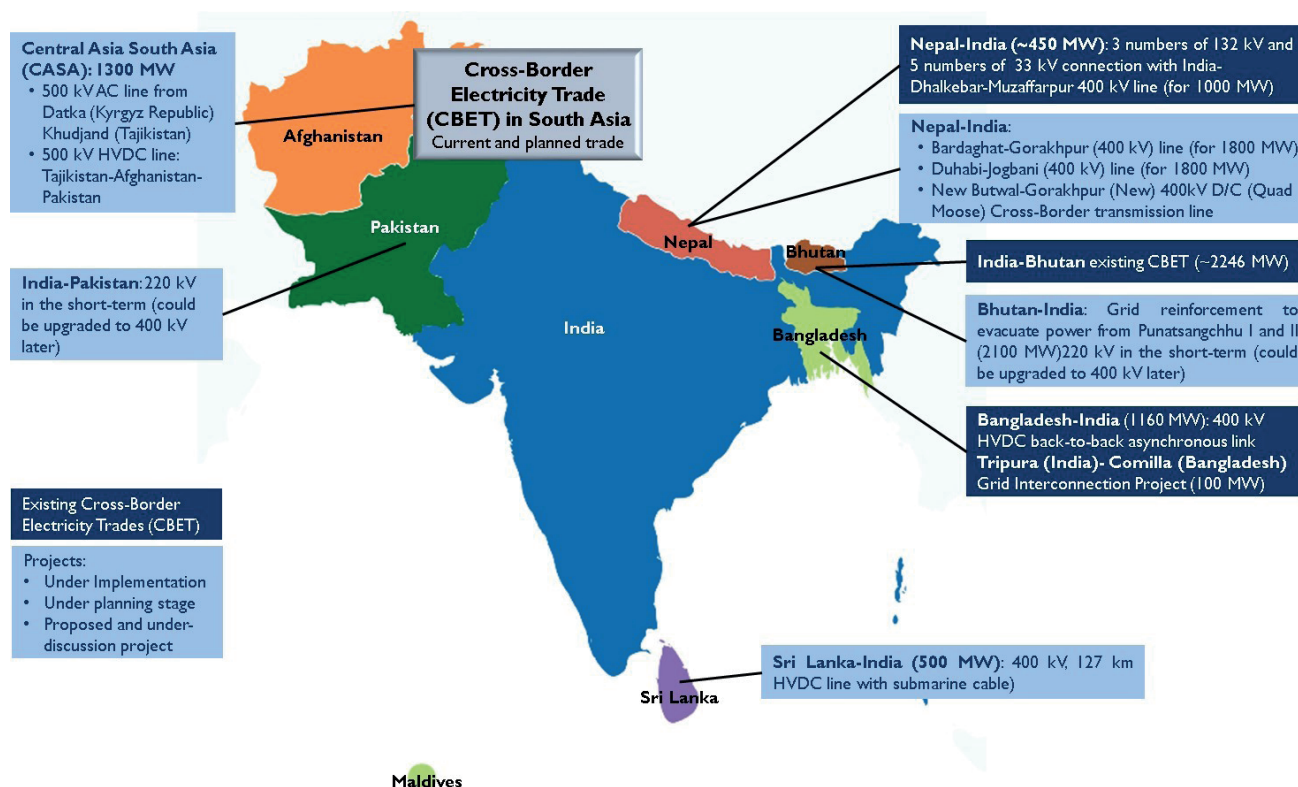 Central Asia South Asia
(CASA): 1300 MW
• 500 kV AC line from
Datka (Kyrgyz Republic)
Khudjand (Tajikistan)
• 500 kV HVDC line:
Tajikistan-Afghanistan-
Pakistan
Cross-Border
Electricity Trade
(CBET) in South Asia
Current and planned trade
Nepal-India (~450 MW): 3 numbers of 132 kV and
5 numbers of 33 kV connection with India-
Dhalkebar-Muzaffarpur 400 kV line (for 1000 MW)
Nepal-India:
• Bardaghat-Gorakhpur (400 kV) line (for 1800 MW)
• Duhabi-Jogbani (400 kV) line (for 1800 MW)
• New Butwal-Gorakhpur (New) 400kV D/C (Quad
Moose) Cross-Border transmission line
Afghanistan
Pakistan
Nepal
Bhutan
India
Bangladesh
India-Pakistan: 220 kV
in the short-term (could
be upgraded to 400 kV
later)
India-Bhutan existing CBET (~2246 MW)
Bhutan-India: Grid reinforcement to
evacuate power from Punatsangchhu I and II
(2100 MW)220 kV in the short-term (could
be upgraded to 400 kV later)
Bangladesh-India (1160 MW): 400 kV
HVDC back-to-back asynchronous link
Tripura (India)- Comilla (Bangladesh)
Grid Interconnection Project (100 MW)
Existing Cross-Border
Electricity Trades (CBET)
Projects:
• Under Implementation
• Under planning stage
• Proposed and under-
discussion project
Sri Lanka-India (500 MW): 400 kV, 127 km
HVDC line with submarine cable)
Sri Lanka
Maldives